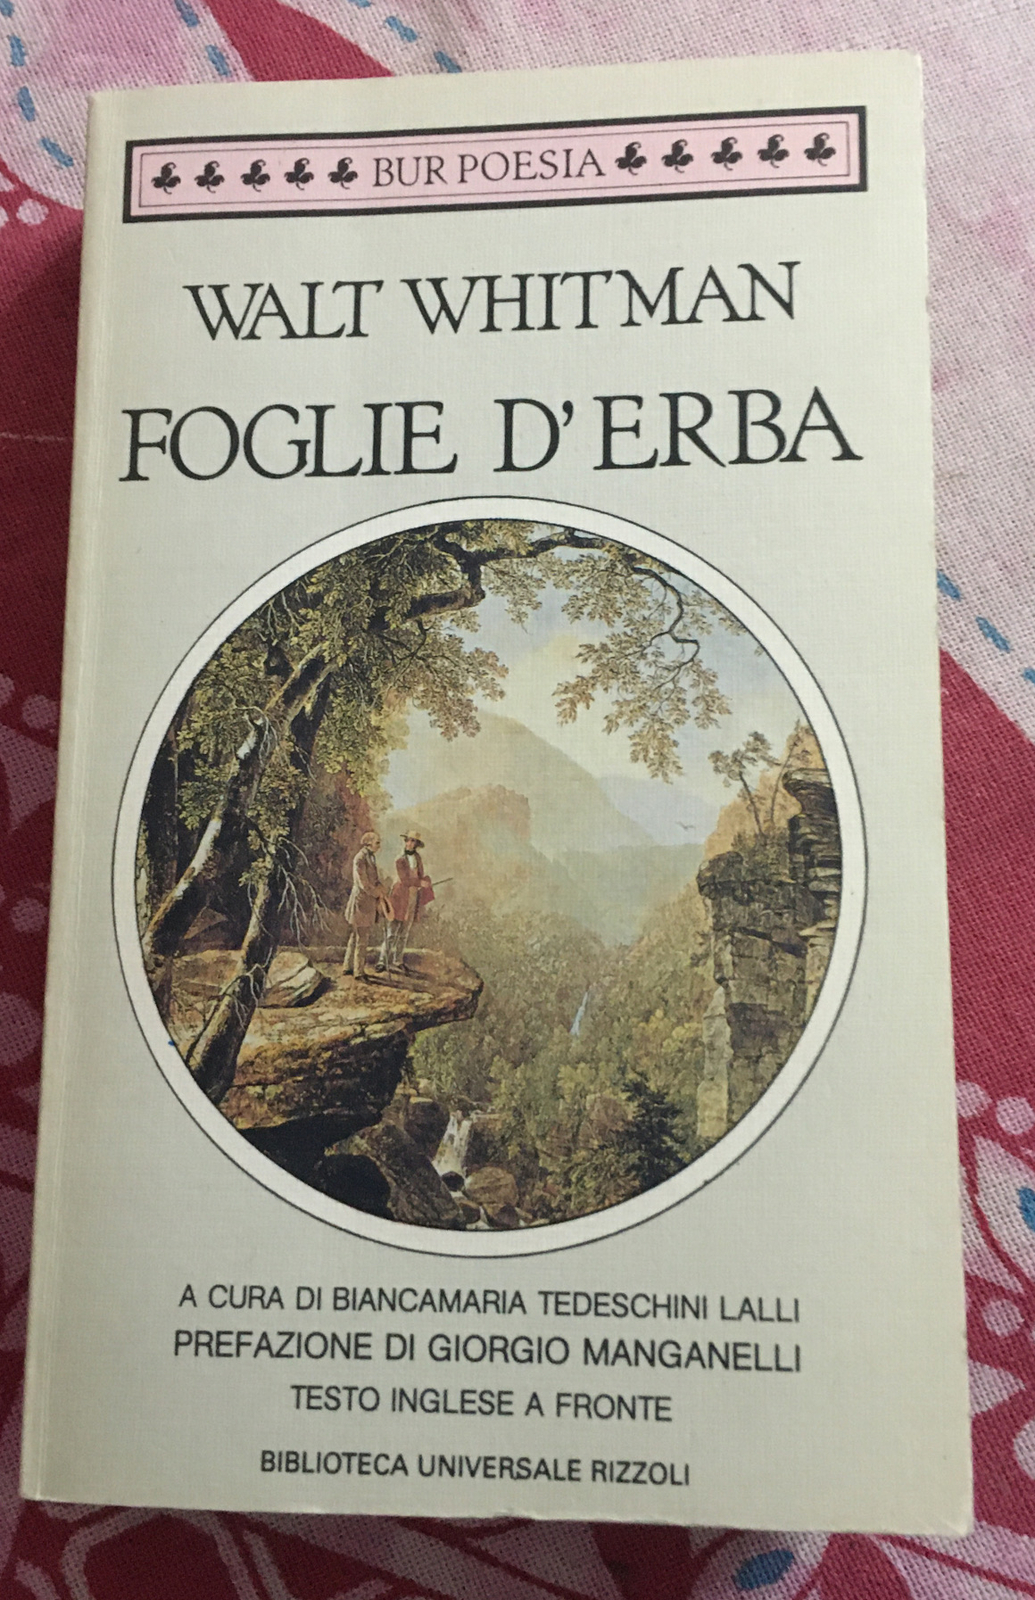 BUR POESIA
WALT WHITMAN
FOGLIE D'ERBA
A CURA DI BIANCAMARIA TEDESCHINI LALLI
PREFAZIONE DI GIORGIO MANGANELLI
TESTO INGLESE A FRONTE
BIBLIOTECA UNIVERSALE RIZZOLI